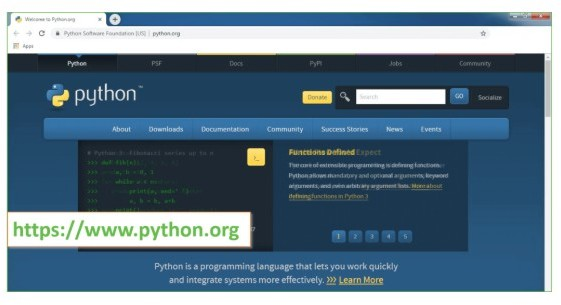 Welcome to Python.org
Python Software Foundation [US] | python.org
Apps
Python PSF Docs PyPI Jobs Community
python™
Donate Search GO Socialize
About Downloads Documentation Community Success Stories News Events
# Python 3: Fibonacci series up to n
>>> def fib(n):
>>> a, b = 0, 1
>>> while a < n:
>>> print(a, end=' ')
>>> a, b = b, a+b
>>> print()
>_
Functions Defined
The core of extensible programming is defining functions.
Python allows mandatory and optional arguments, keyword
arguments, and even arbitrary argument lists. More about
defining functions in Python 3
1 2 3 4 5
https://www.python.org
Python is a programming language that lets you work quickly
and integrate systems more effectively. >>> Learn More